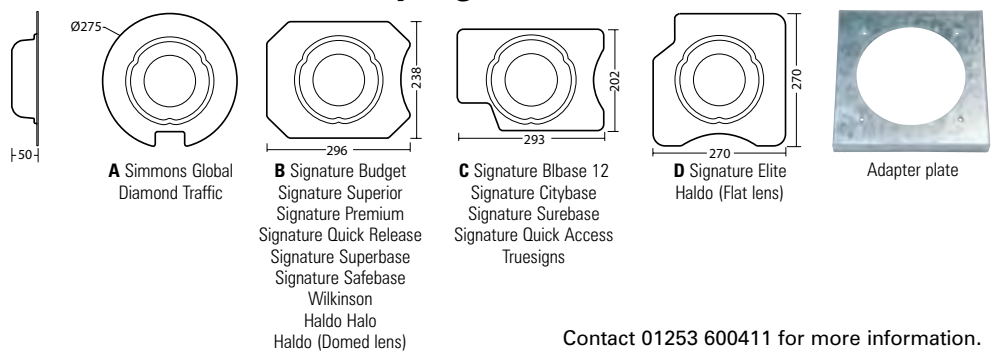 Ø275
50
A Simmons Global
Diamond Traffic
238
296
B Signature Budget
Signature Superior
Signature Premium
Signature Quick Release
Signature Superbase
Signature Safebase
Wilkinson
Haldo Halo
Haldo (Domed lens)
202
293
C Signature Blbase 12
Signature Citybase
Signature Surebase
Signature Quick Access
Truesigns
270
270
D Signature Elite
Haldo (Flat lens)
Adapter plate
Contact 01253 600411 for more information.